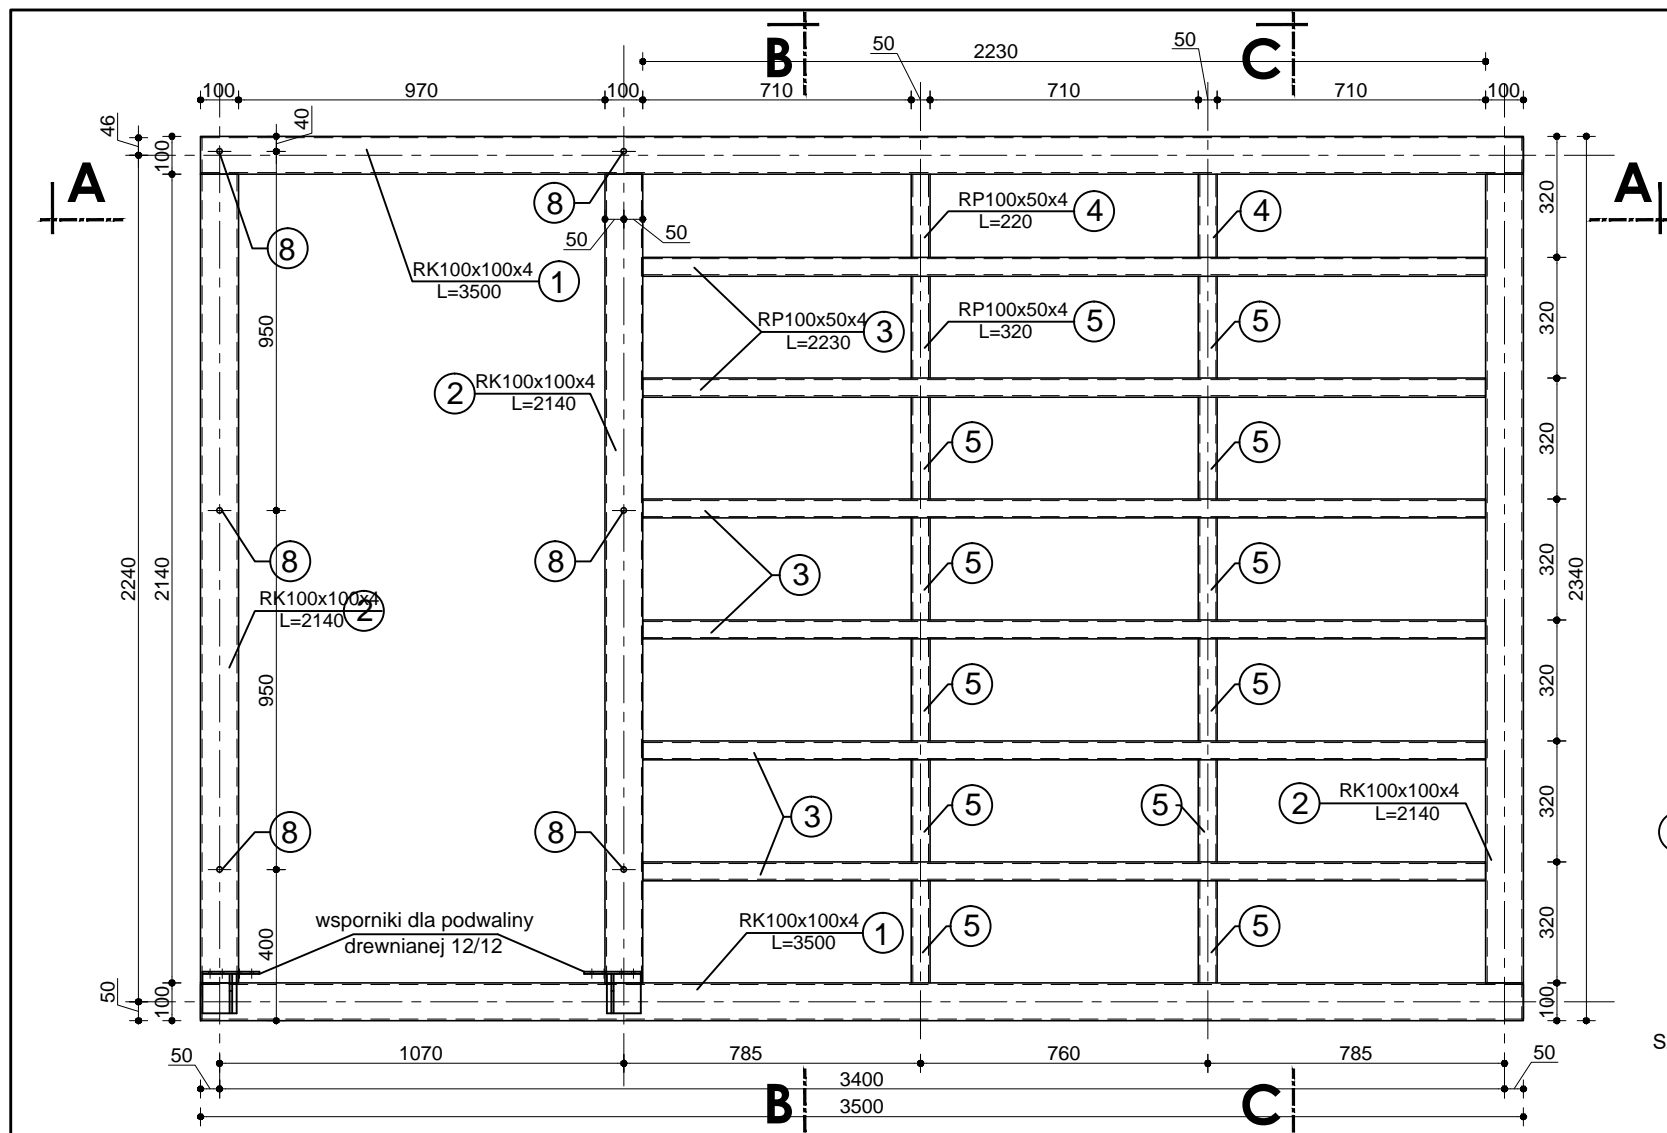 B
C
50
2230
50
100
970
100
710
710
710
100
46
40
100
A
A
8
8
50
50
RK100x100x4
L=3500
1
RP100x50x4
L=220
4
4
320
RP100x50x4
L=2230
3
RP100x50x4
L=320
5
5
320
950
2
RK100x100x4
L=2140
5
5
320
8
8
3
5
5
320
2240
2140
2340
RK100x100x4
L=2140
2
950
5
5
320
8
8
3
5
5
2
RK100x100x4
L=2140
320
wsporniki dla podwaliny
drewnianej 12/12
400
RK100x100x4
L=3500
1
5
5
320
50
100
100
S
50
1070
785
760
785
50
3400
3500
B
C